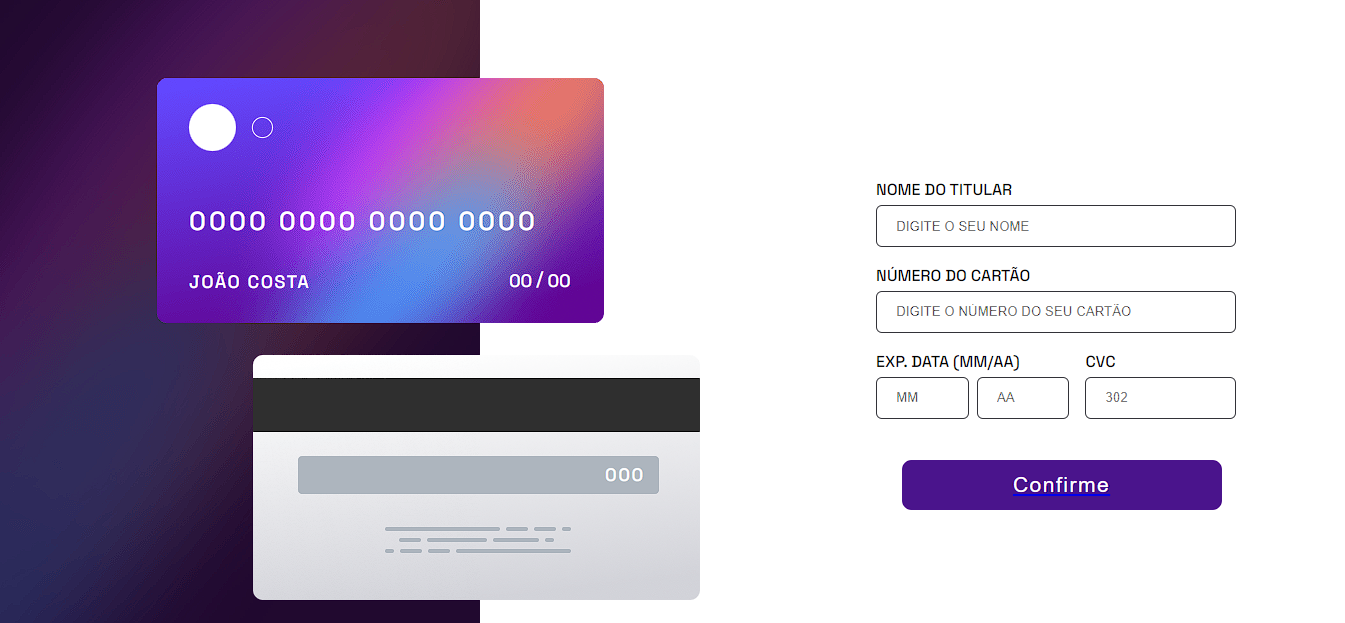 0000 0000 0000 0000
JOÃO COSTA 00/00
000
NOME DO TITULAR
DIGITE O SEU NOME
NÚMERO DO CARTÃO
DIGITE O NÚMERO DO SEU CARTÃO
EXP. DATA (MM/AA) CVC
MM AA 302
Confirme